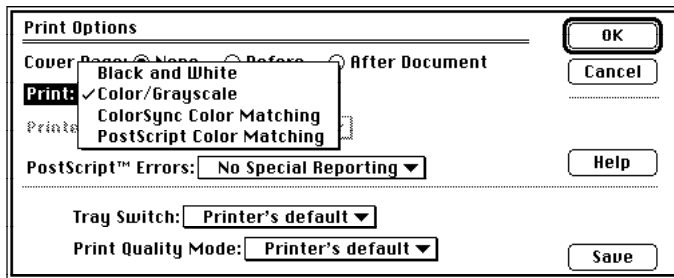 Print Options
OK
Cover Page: None Before After Document
Cancel
Black and White
Print: ✓Color/Grayscale
ColorSync Color Matching
PostScript Color Matching
PostScript™ Errors: No Special Reporting
Help
Tray Switch: Printer's default
Print Quality Mode: Printer's default
Save